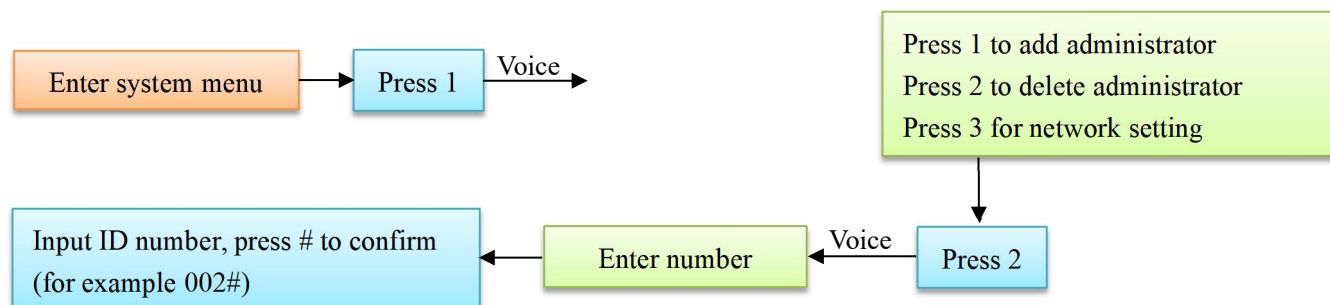 Enter system menu
Press 1
Voice
Press 1 to add administrator
Press 2 to delete administrator
Press 3 for network setting
Press 2
Voice
Enter number
Input ID number, press # to confirm
(for example 002#)